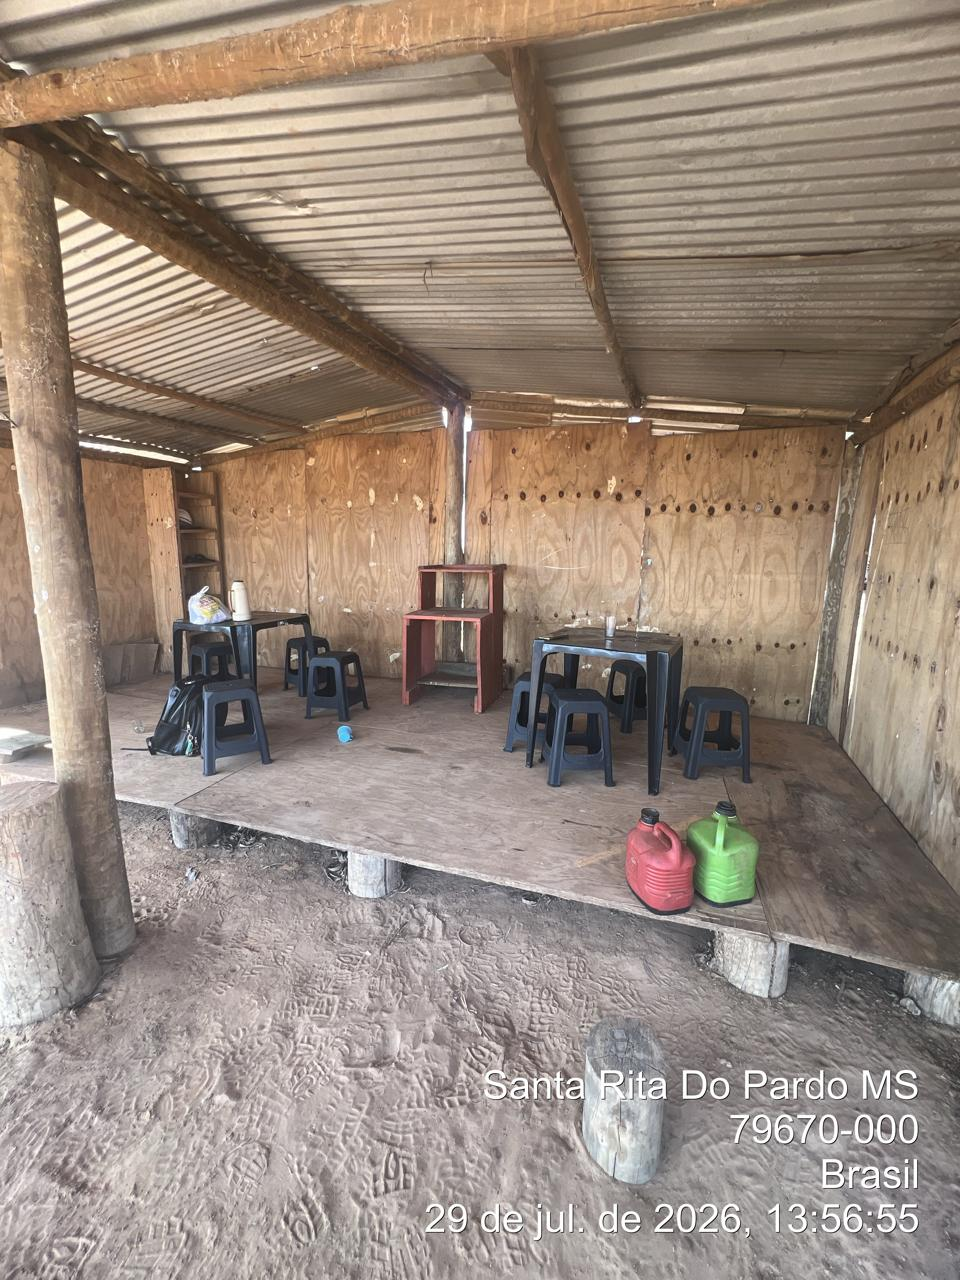 Santa Rita Do Pardo MS
79670-000
Brasil
29 de jul. de 2026, 13:56:55